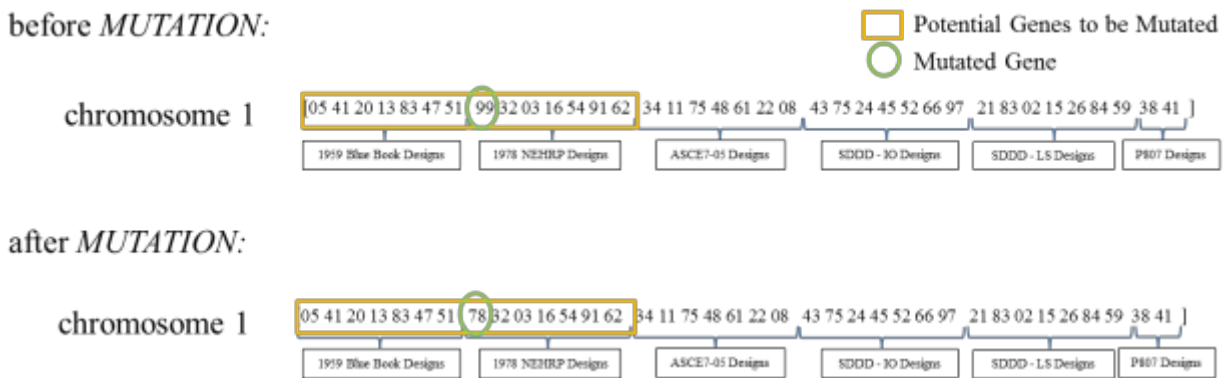 before MUTATION:
Potential Genes to be Mutated
Mutated Gene
chromosome 1 [05 41 20 13 83 47 51 99 32 03 16 54 91 62 34 11 75 48 61 22 08 43 75 24 45 52 66 97 21 83 02 15 26 84 59 38 41 ]
1959 Blue Book Designs 1978 NEHRP Designs ASCE7-05 Designs SDDD - IO Designs SDDD - LS Designs P807 Designs
after MUTATION:
chromosome 1 05 41 20 13 83 47 51 78 32 03 16 54 91 62 34 11 75 48 61 22 08 43 75 24 45 52 66 97 21 83 02 15 26 84 59 38 41 ]
1959 Blue Book Designs 1978 NEHRP Designs ASCE7-05 Designs SDDD - IO Designs SDDD - LS Designs P807 Designs